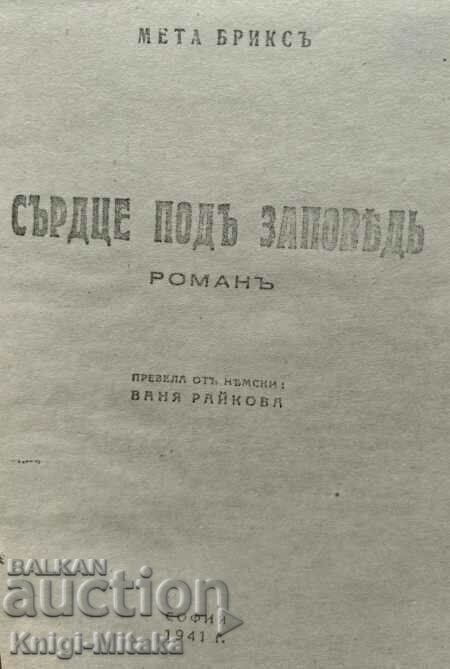 МЕТА БРИКСЪ
СЪРДЦЕ ПОДЪ ЗАПОВѢДЬ
РОМАНЪ
ПРЕВЕЛА ОТЪ НѢМСКИ:
ВАНЯ РАЙКОВА
BALKAN
auction
СОФИЯ
Knigi-Mitaka
1941 г.